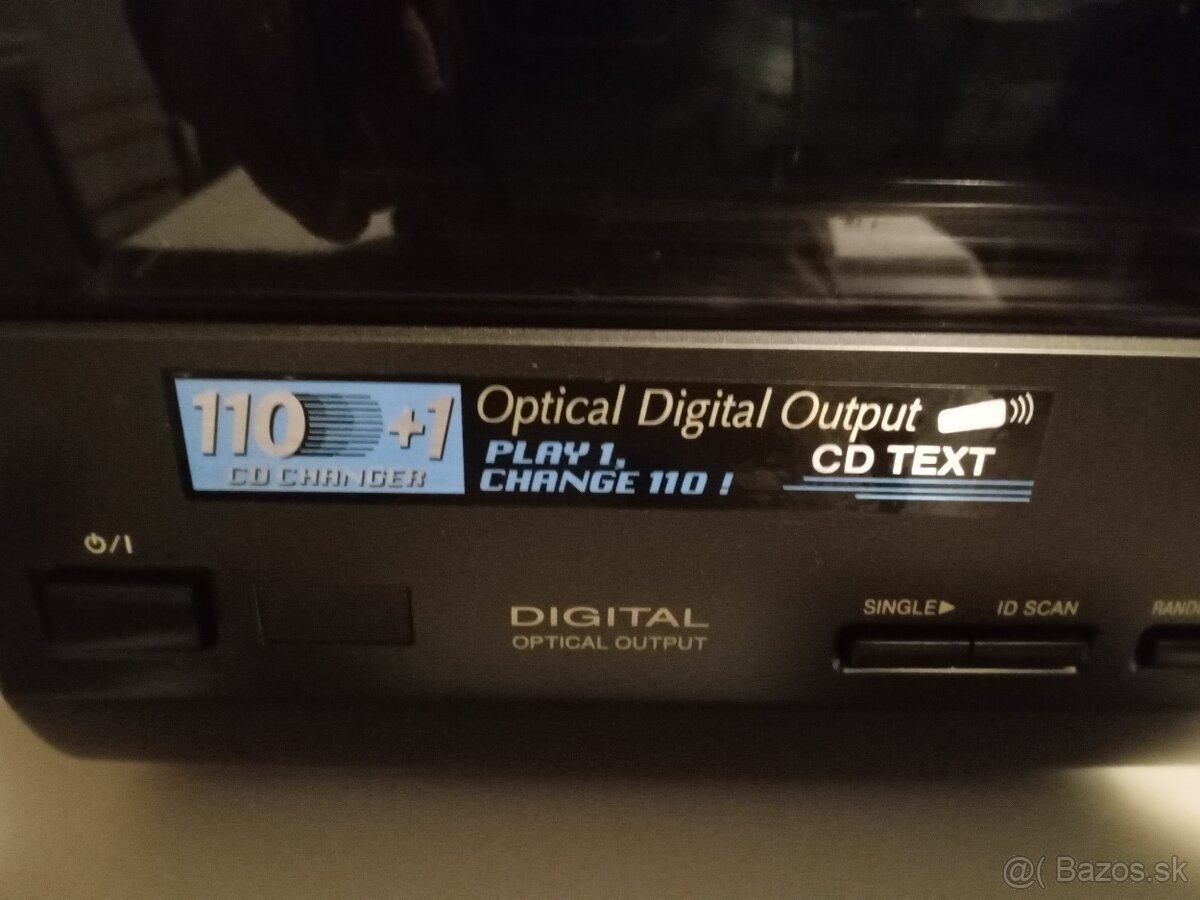 110 +1
CD CHANGER
Optical Digital Output
PLAY 1,
CHANGE 110 !
CD TEXT
⏻/I
DIGITAL
OPTICAL OUTPUT
SINGLE▶
ID SCAN
@( Bazos.sk